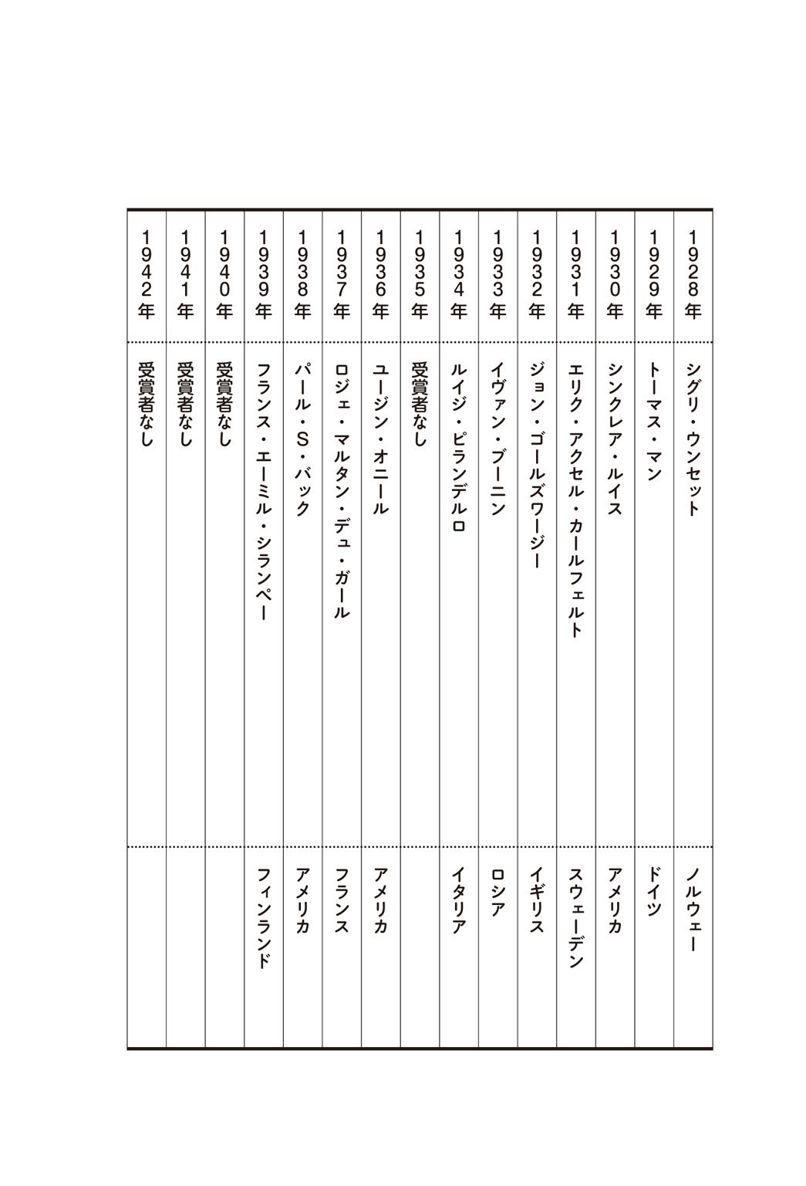 1928年 シグリ・ウンセット ノルウェー
1929年 トーマス・マン ドイツ
1930年 シンクレア・ルイス アメリカ
1931年 エリク・アクセル・カールフェルト スウェーデン
1932年 ジョン・ゴールズワージー イギリス
1933年 イヴァン・ブーニン ロシア
1934年 ルイジ・ピランデルロ イタリア
1935年 受賞者なし
1936年 ユージン・オニール アメリカ
1937年 ロジェ・マルタン・デュ・ガール フランス
1938年 パール・S・バック アメリカ
1939年 フランス・エーミル・シランペー フィンランド
1940年 受賞者なし
1941年 受賞者なし
1942年 受賞者なし